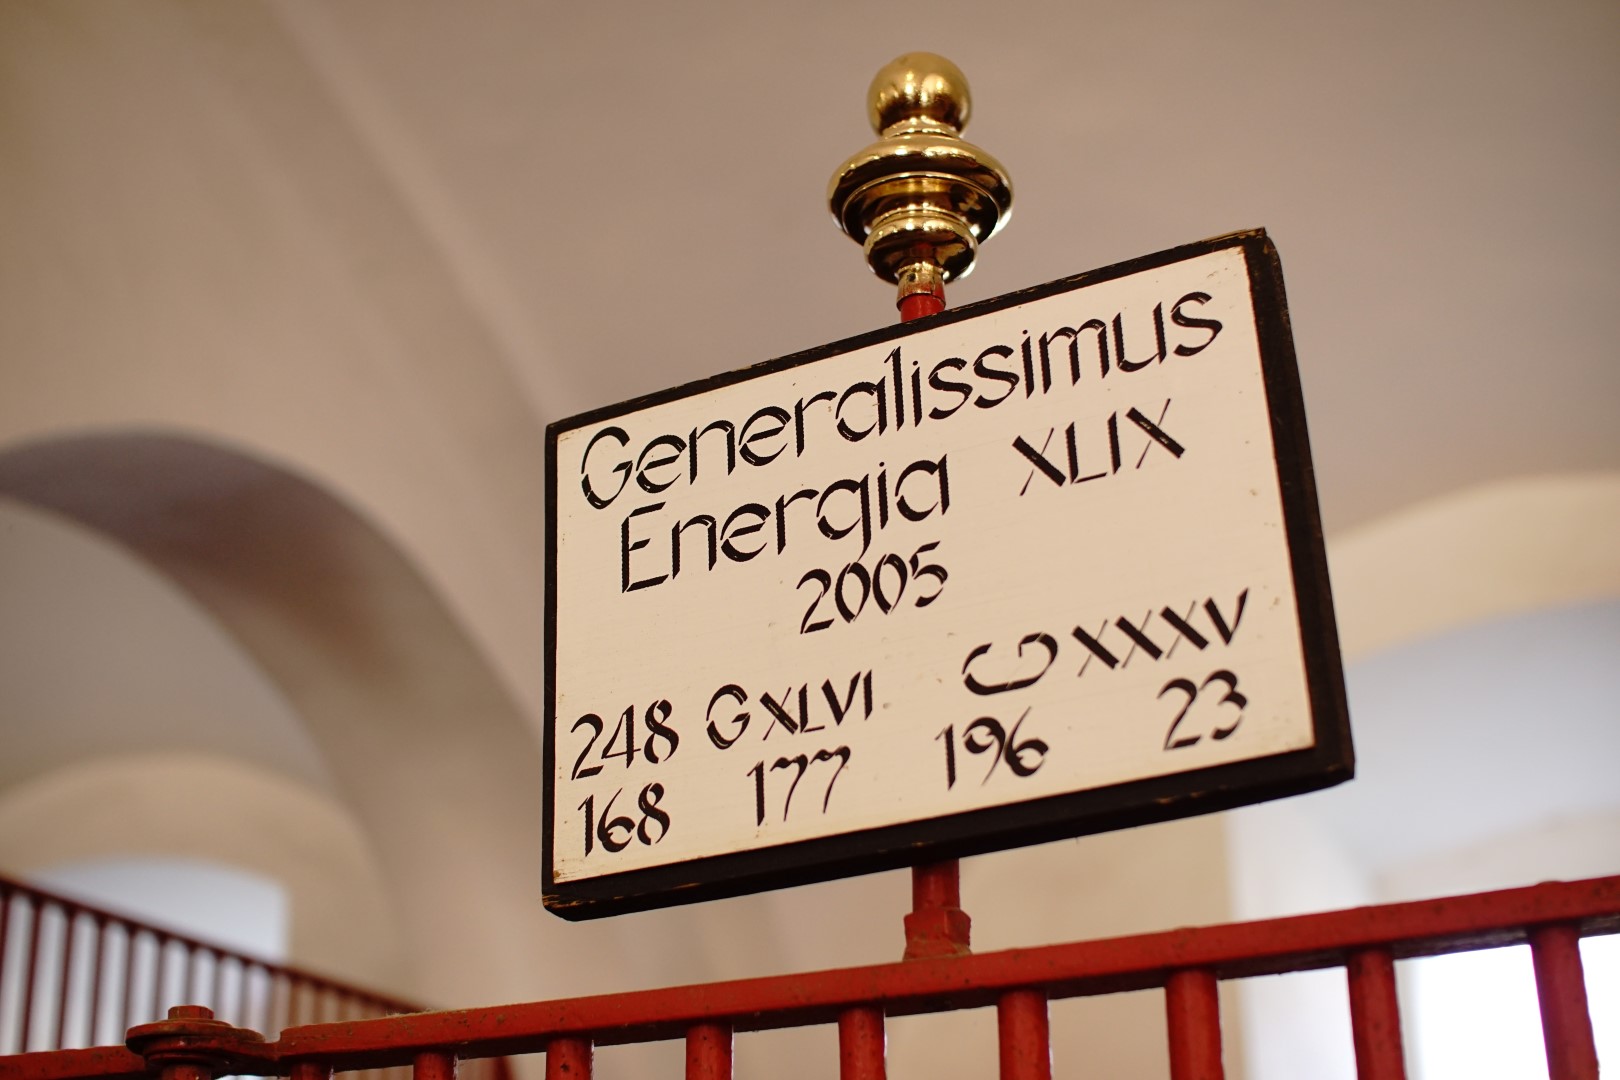 Generalissimus
Energia XLIX
2005
248 G XLVI XXXV
168 177 196 23